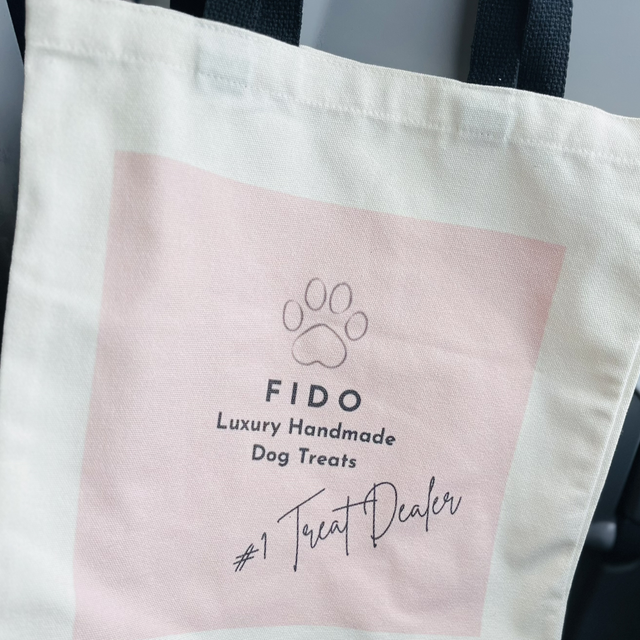 FIDO
Luxury Handmade
Dog Treats
#1 Treat Dealer